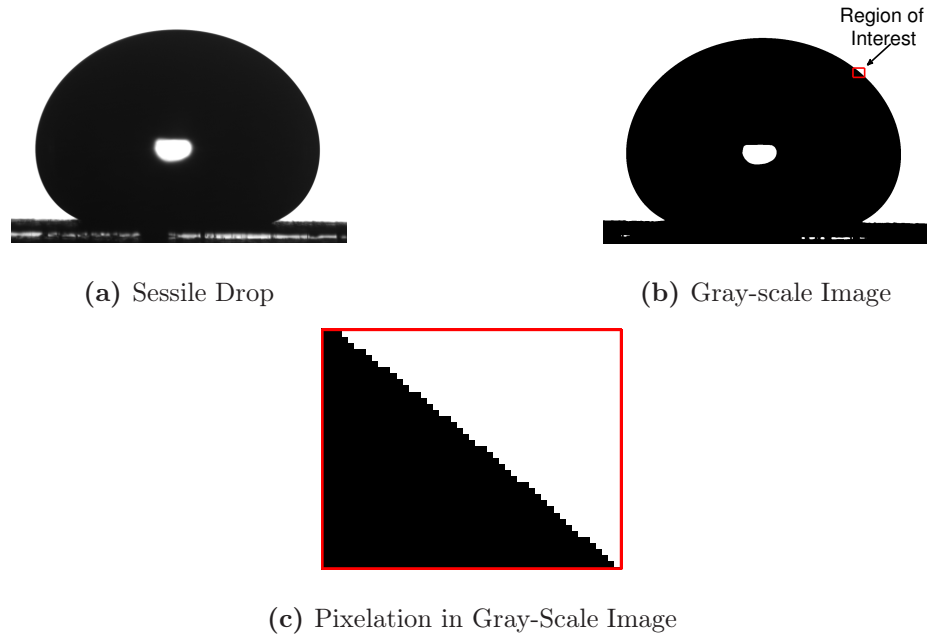 Region of
Interest
(a) Sessile Drop
(b) Gray-scale Image
(c) Pixelation in Gray-Scale Image